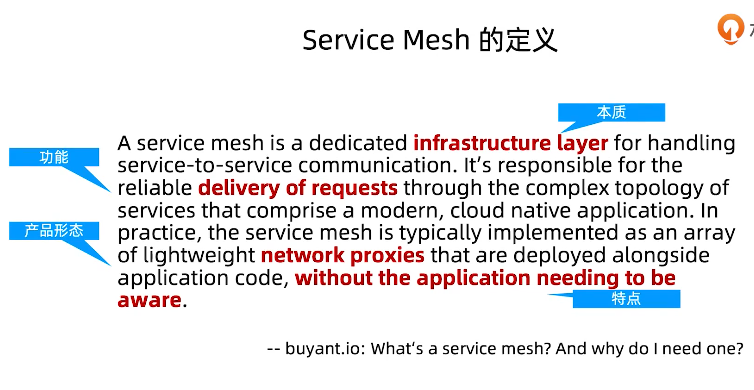 Service Mesh 的定义
本质
功能
产品形态
A service mesh is a dedicated infrastructure layer for handling
service-to-service communication. It's responsible for the
reliable delivery of requests through the complex topology of
services that comprise a modern, cloud native application. In
practice, the service mesh is typically implemented as an array
of lightweight network proxies that are deployed alongside
application code, without the application needing to be
aware.
特点
-- buyant.io: What's a service mesh? And why do I need one?